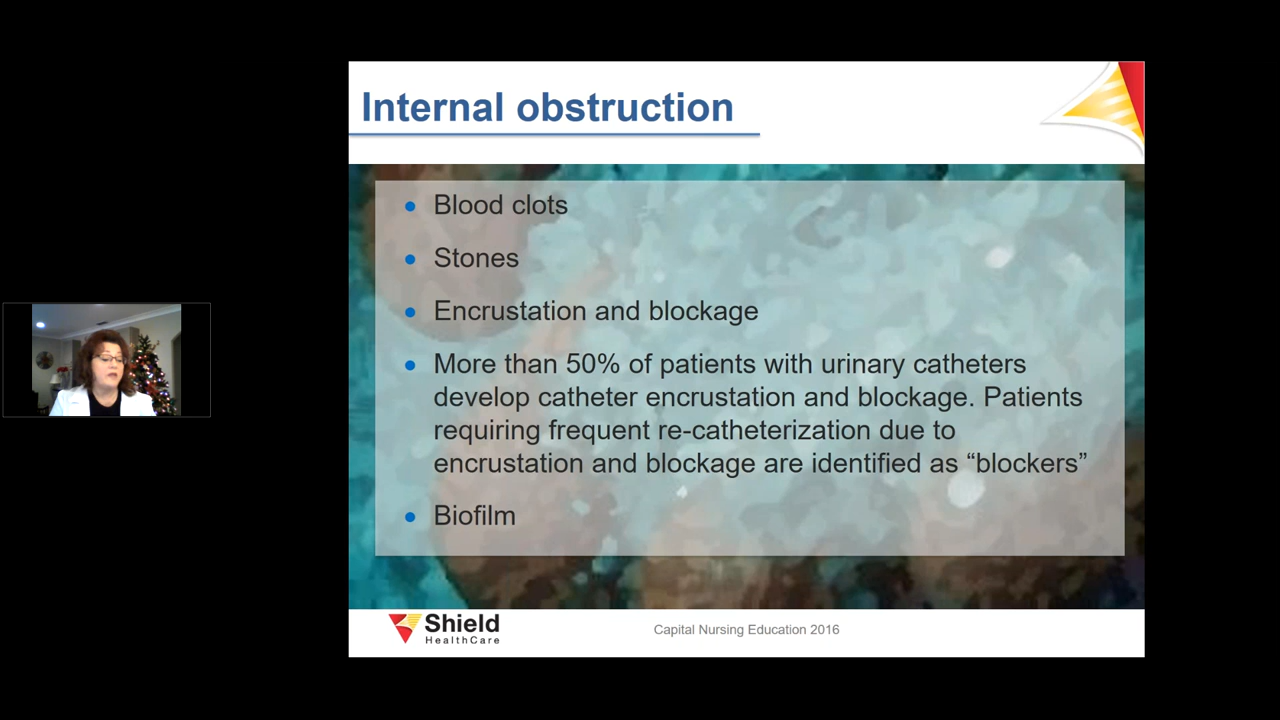 Internal obstruction
Blood clots
Stones
Encrustation and blockage
More than 50% of patients with urinary catheters
develop catheter encrustation and blockage. Patients
requiring frequent re-catheterization due to
encrustation and blockage are identified as “blockers”
Biofilm
Shield
HealthCare
Capital Nursing Education 2016